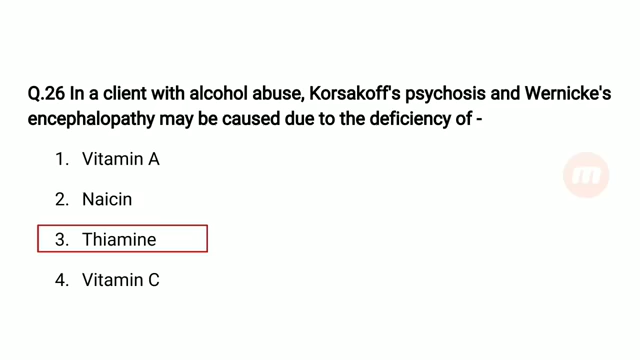 Q.26 In a client with alcohol abuse, Korsakoff's psychosis and Wernicke's
encephalopathy may be caused due to the deficiency of -
1. Vitamin A
2. Naicin
3. Thiamine
4. Vitamin C
m